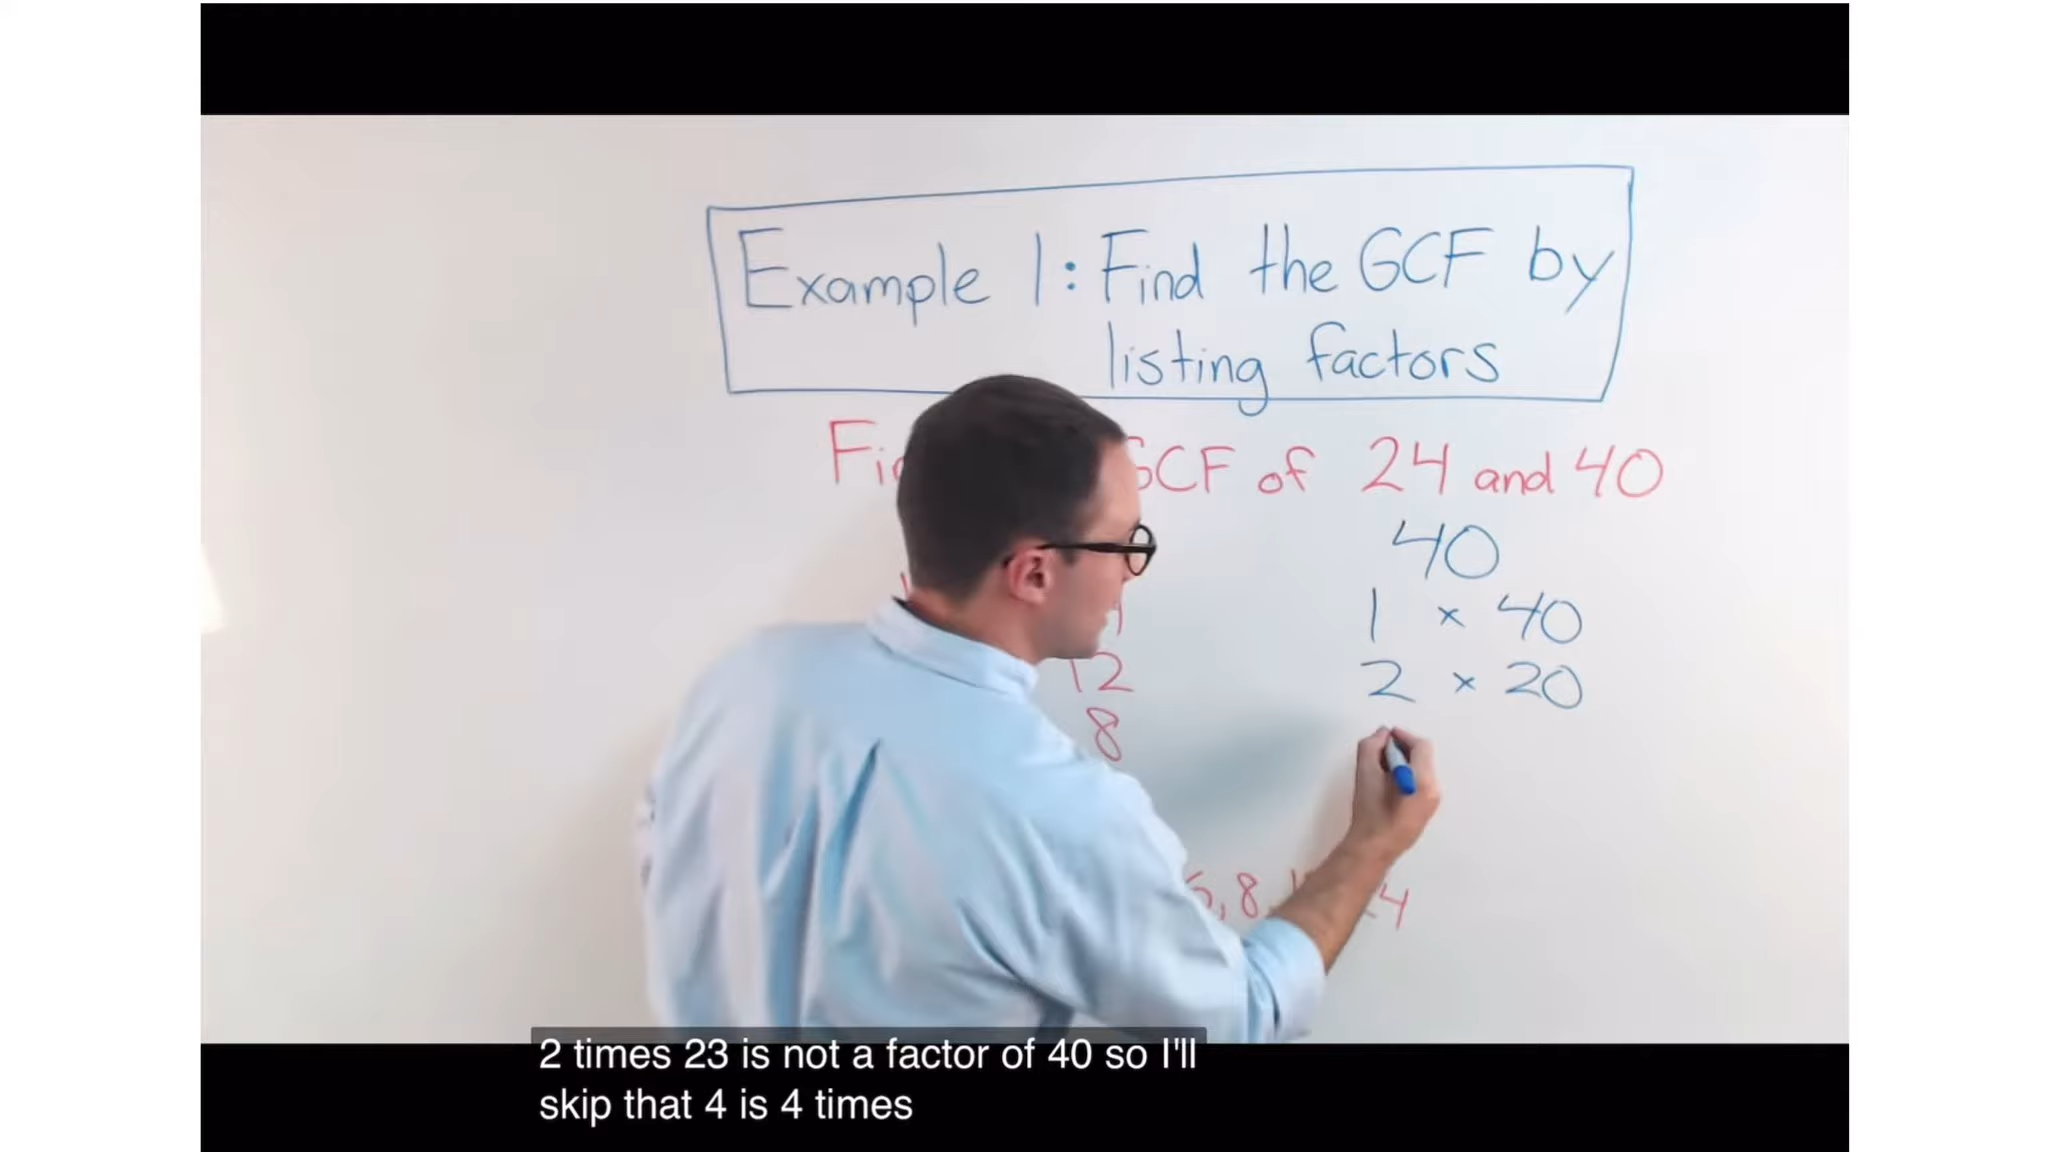 Example 1: Find the GCF by
listing factors
GCF of 24 and 40
40
1 × 40
2 × 20
12
8
8
2 times 23 is not a factor of 40 so I'll
skip that 4 is 4 times